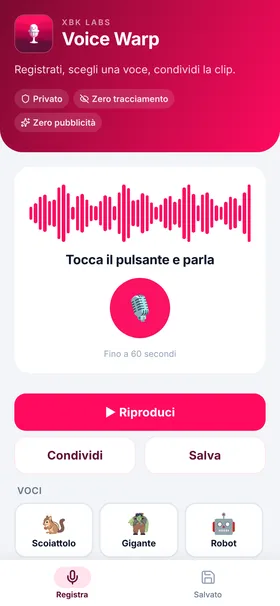 XBK LABS
Voice Warp
Registrati, scegli una voce, condividi la clip.
Privato
Zero tracciamento
Zero pubblicità
Tocca il pulsante e parla
Fino a 60 secondi
▶ Riproduci
Condividi
Salva
VOCI
Scoiattolo
Gigante
Robot
Registra
Salvato